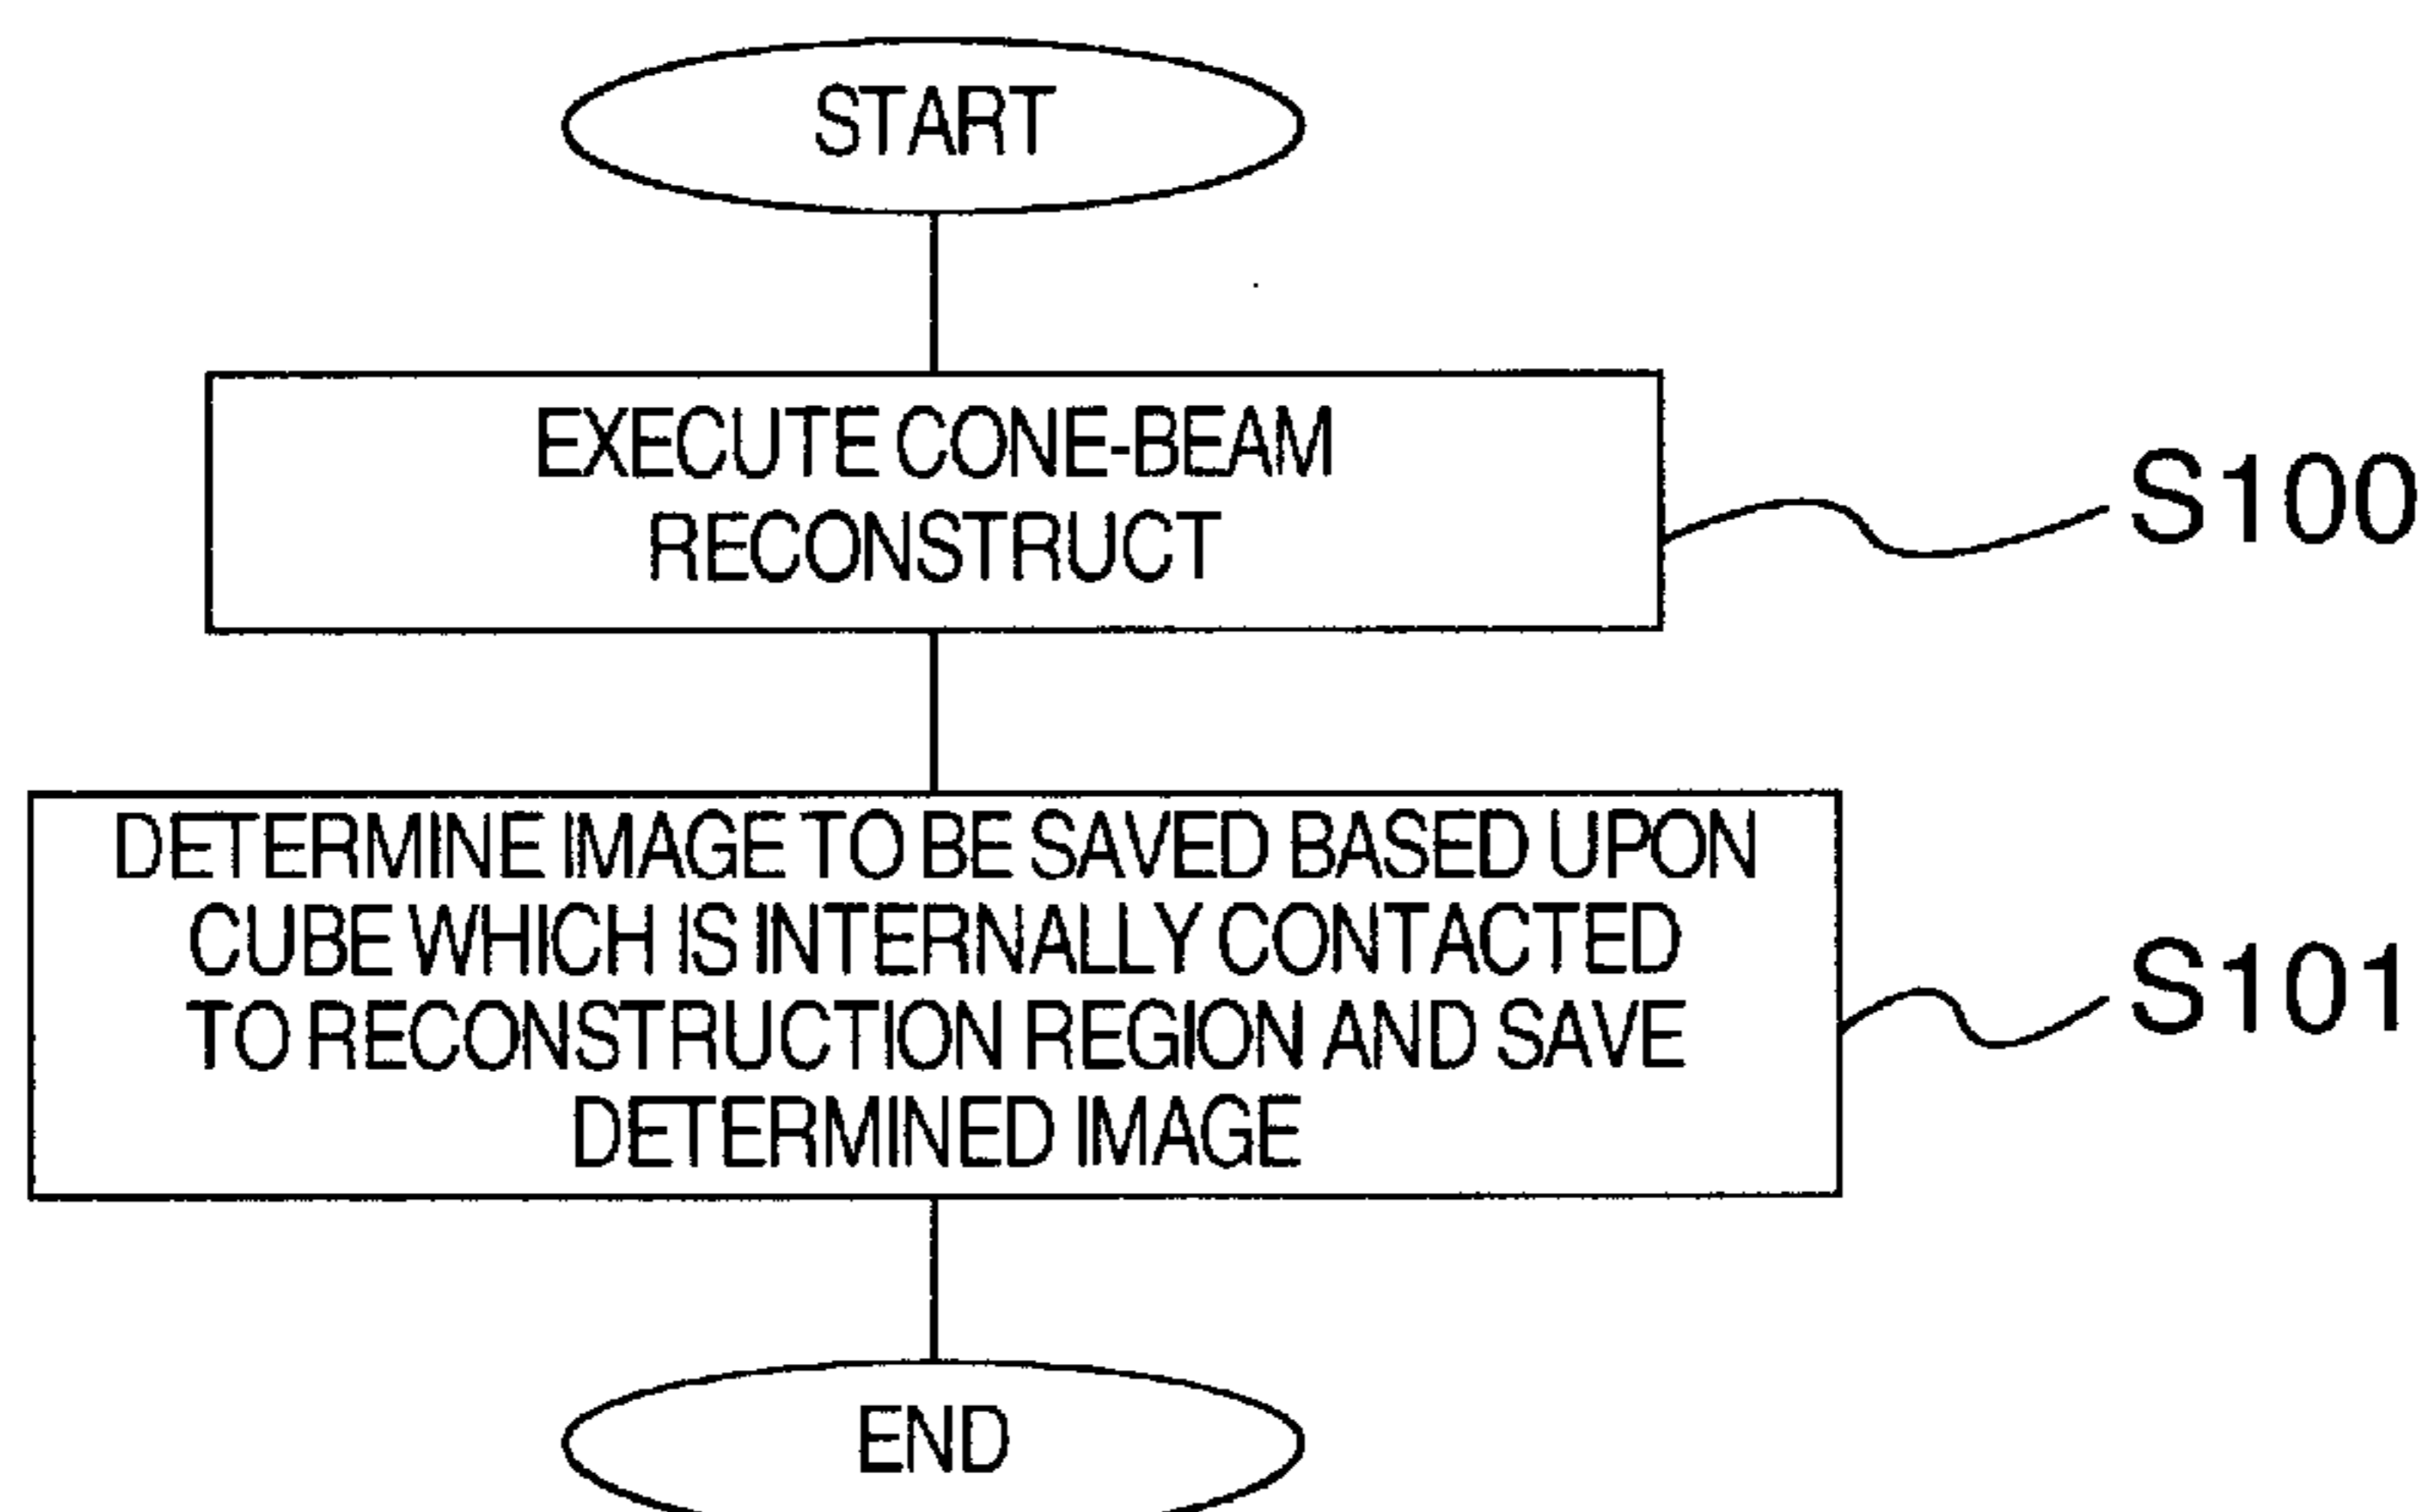 START
EXECUTE CONE-BEAM
RECONSTRUCT
S100
DETERMINE IMAGE TO BE SAVED BASED UPON
CUBE WHICH IS INTERNALLY CONTACTED
TO RECONSTRUCTION REGION AND SAVE
DETERMINED IMAGE
S101
END